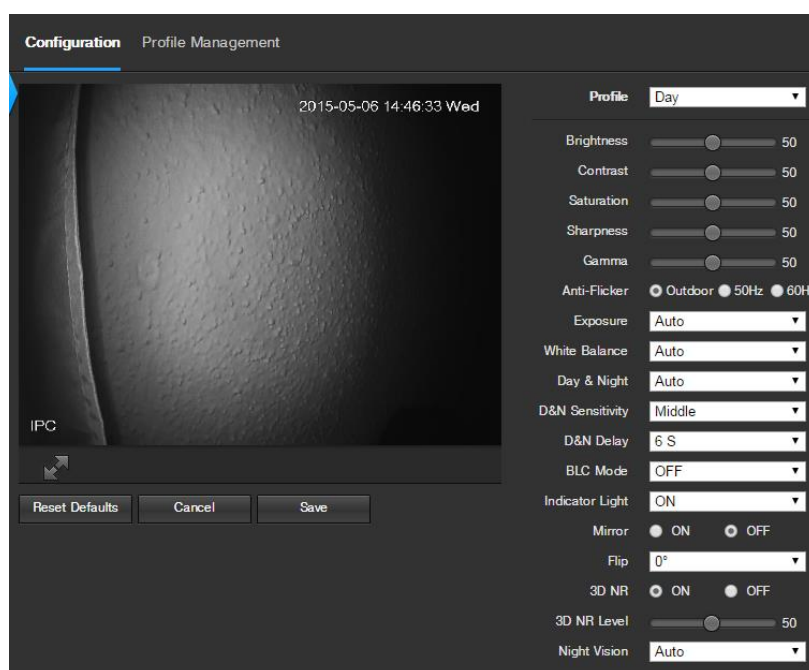 Configuration Profile Management
2015-05-06 14:46:33 Wed
IPC
Reset Defaults Cancel Save
Profile Day
Brightness 50
Contrast 50
Saturation 50
Sharpness 50
Gamma 50
Anti-Flicker Outdoor 50Hz 60H
Exposure Auto
White Balance Auto
Day & Night Auto
D&N Sensitivity Middle
D&N Delay 6 S
BLC Mode OFF
Indicator Light ON
Mirror ON OFF
Flip 0°
3D NR ON OFF
3D NR Level 50
Night Vision Auto